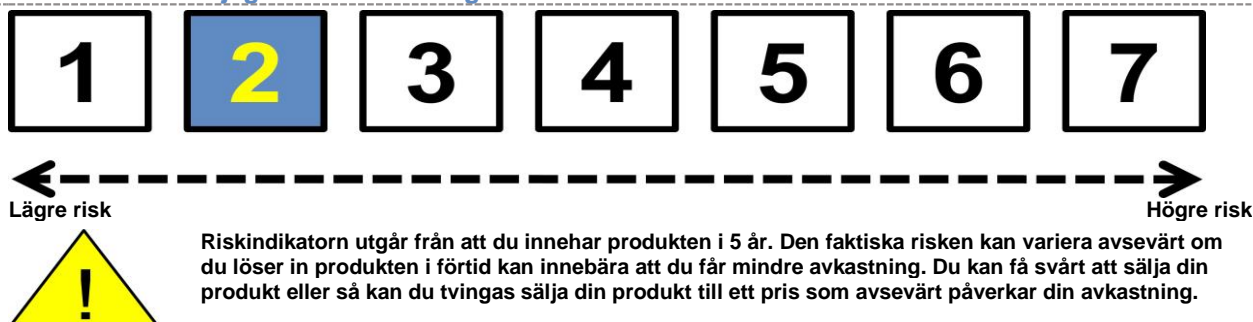 1 2 3 4 5 6 7
Lägre risk Högre risk
Riskindikatorn utgår från att du innehar produkten i 5 år. Den faktiska risken kan variera avsevärt om
du löser in produkten i förtid kan innebära att du får mindre avkastning. Du kan få svårt att sälja din
produkt eller så kan du tvingas sälja din produkt till ett pris som avsevärt påverkar din avkastning.
!